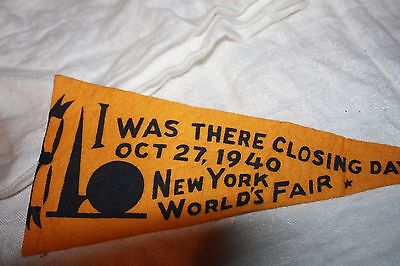 I WAS THERE CLOSING DAY
OCT 27, 1940
NEW YORK
WORLD'S FAIR